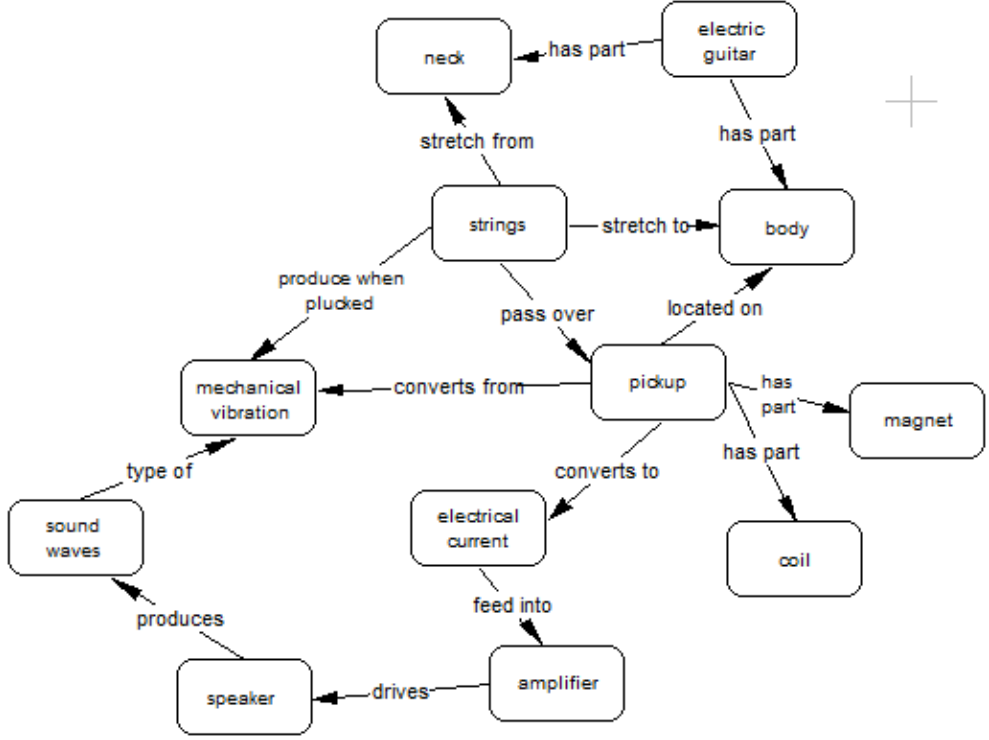 electric
guitar
neck
has part
has part
stretch from
strings
stretch to
body
produce when
plucked
pass over
located on
mechanical
vibration
converts from
pickup
has
part
magnet
type of
converts to
has part
sound
waves
electrical
current
coil
produces
feed into
speaker
drives
amplifier